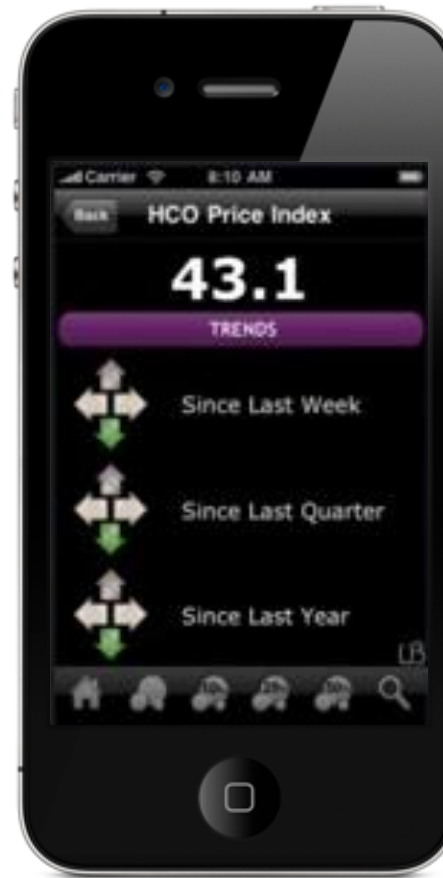 Carrier 8:10 AM
Back HCO Price Index
43.1
TRENDS
Since Last Week
Since Last Quarter
Since Last Year